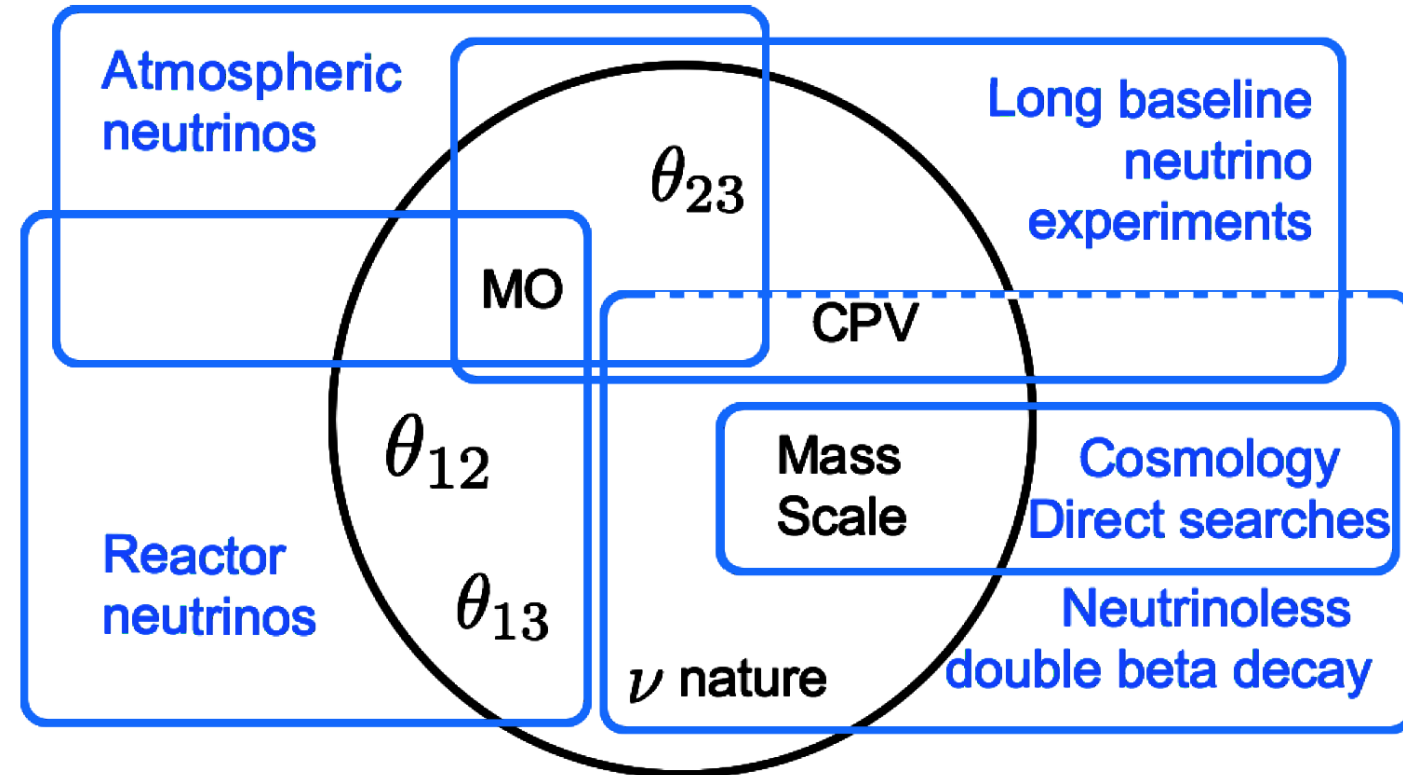 Atmospheric
neutrinos
Long baseline
neutrino
experiments
θ₂₃
MO
CPV
θ₁₂
Mass
Scale
Cosmology
Direct searches
Reactor
neutrinos
θ₁₃
Neutrinoless
double beta decay
ν nature